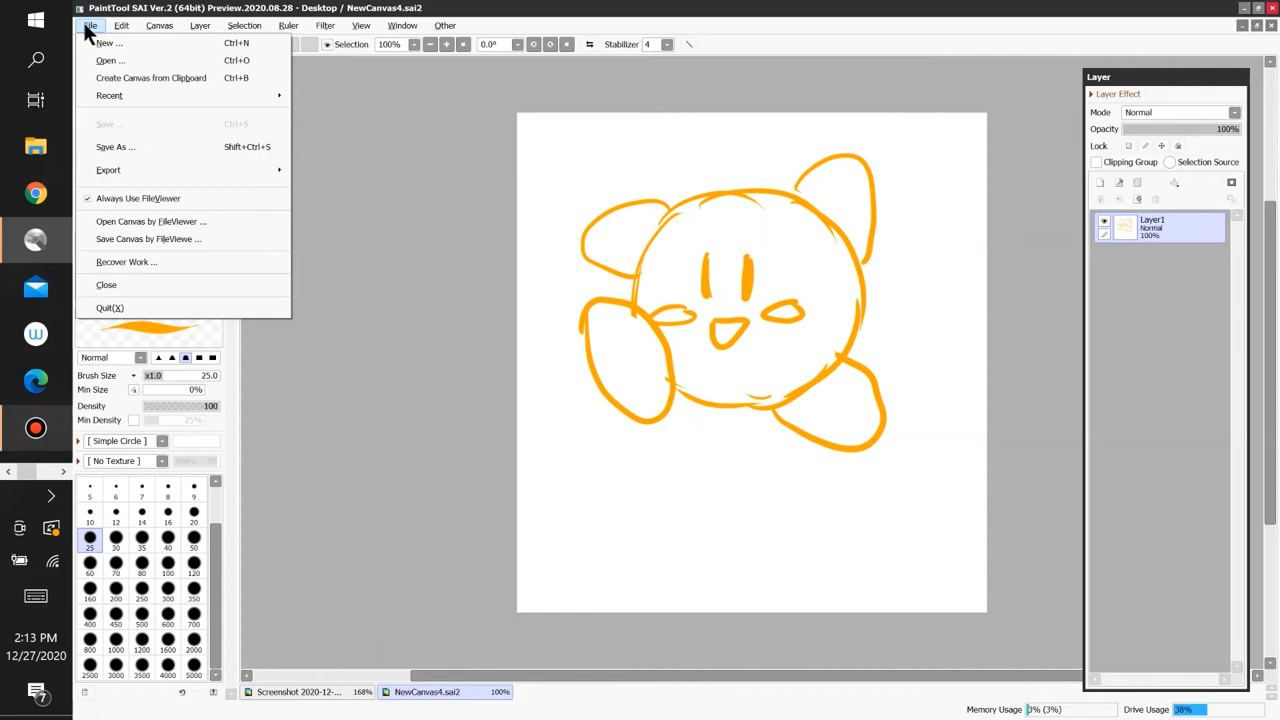 PaintTool SAI Ver.2 (64bit) Preview.2020.08.28 - Desktop / NewCanvas4.sai2
File Edit Canvas Layer Selection Ruler Filter View Window Other
Selection 100% 0.0° Stabilizer 4
New ... Ctrl+N
Open ... Ctrl+O
Create Canvas from Clipboard Ctrl+B
Recent
Save ... Ctrl+S
Save As ... Shift+Ctrl+S
Export
Always Use FileViewer
Open Canvas by FileViewer ...
Save Canvas by FileViewe ...
Recover Work ...
Close
Quit(X)
Normal
Brush Size x1.0 25.0
Min Size 0%
Density 100
Min Density 25%
[ Simple Circle ]
[ No Texture ]
5 6 7 8 9
10 12 14 16 20
25 30 35 40 50
60 70 80 100 120
160 200 250 300 350
400 450 500 600 700
800 1000 1200 1600 2000
2500 3000 3500 4000 5000
Layer
Layer Effect
Mode Normal
Opacity 100%
Lock
Clipping Group Selection Source
Layer1
Normal
100%
2:13 PM
12/27/2020
7
Screenshot 2020-12-... 168% NewCanvas4.sai2 100%
Memory Usage 3% (3%) Drive Usage 38%